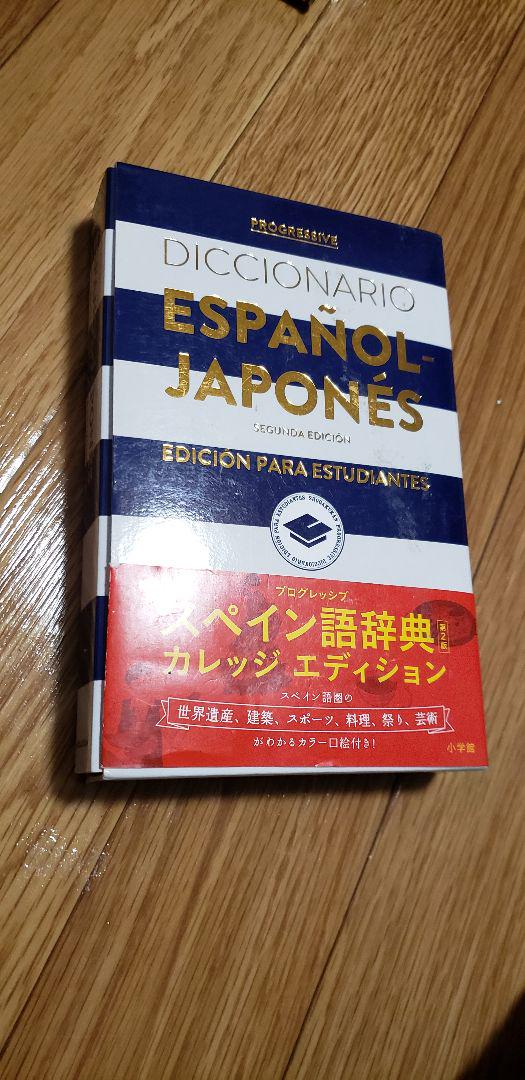 PROGRESSIVE
DICCIONARIO
ESPAÑOL-
JAPONÉS
SEGUNDA EDICIÓN
EDICIÓN PARA ESTUDIANTES
プログレッシブ
スペイン語辞典 第2版
カレッジ エディション
スペイン語圏の
世界遺産、建築、スポーツ、料理、祭り、芸術
がわかるカラー口絵付き!
小学館